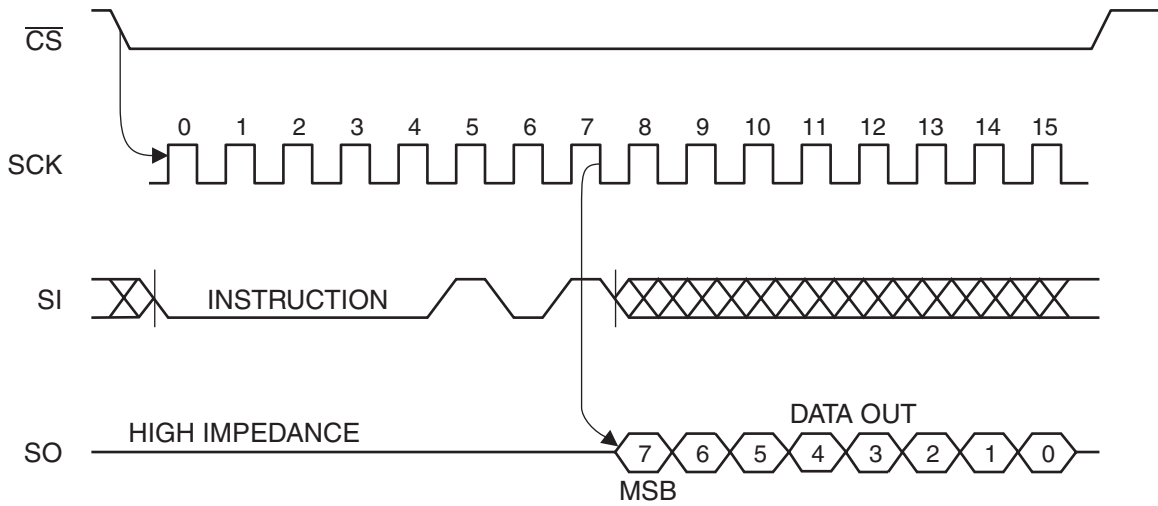 CS
0 1 2 3 4 5 6 7 8 9 10 11 12 13 14 15
SCK
SI
INSTRUCTION
DATA OUT
HIGH IMPEDANCE
SO
7 6 5 4 3 2 1 0
MSB